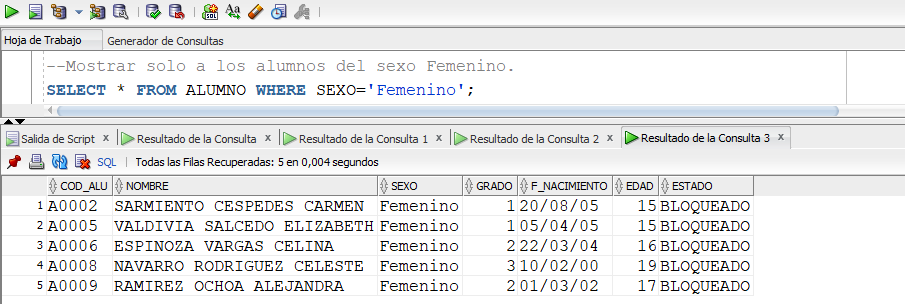 SQL Aa
Hoja de Trabajo Generador de Consultas
--Mostrar solo a los alumnos del sexo Femenino.
SELECT * FROM ALUMNO WHERE SEXO='Femenino';
Salida de Script x Resultado de la Consulta x Resultado de la Consulta 1 x Resultado de la Consulta 2 x Resultado de la Consulta 3 x
SQL | Todas las Filas Recuperadas: 5 en 0,004 segundos
COD_ALU NOMBRE SEXO GRADO F_NACIMIENTO EDAD ESTADO
1 A0002 SARMIENTO CESPEDES CARMEN Femenino 1 20/08/05 15 BLOQUEADO
2 A0005 VALDIVIA SALCEDO ELIZABETH Femenino 1 05/04/05 15 BLOQUEADO
3 A0006 ESPINOZA VARGAS CELINA Femenino 2 22/03/04 16 BLOQUEADO
4 A0008 NAVARRO RODRIGUEZ CELESTE Femenino 3 10/02/00 19 BLOQUEADO
5 A0009 RAMIREZ OCHOA ALEJANDRA Femenino 2 01/03/02 17 BLOQUEADO